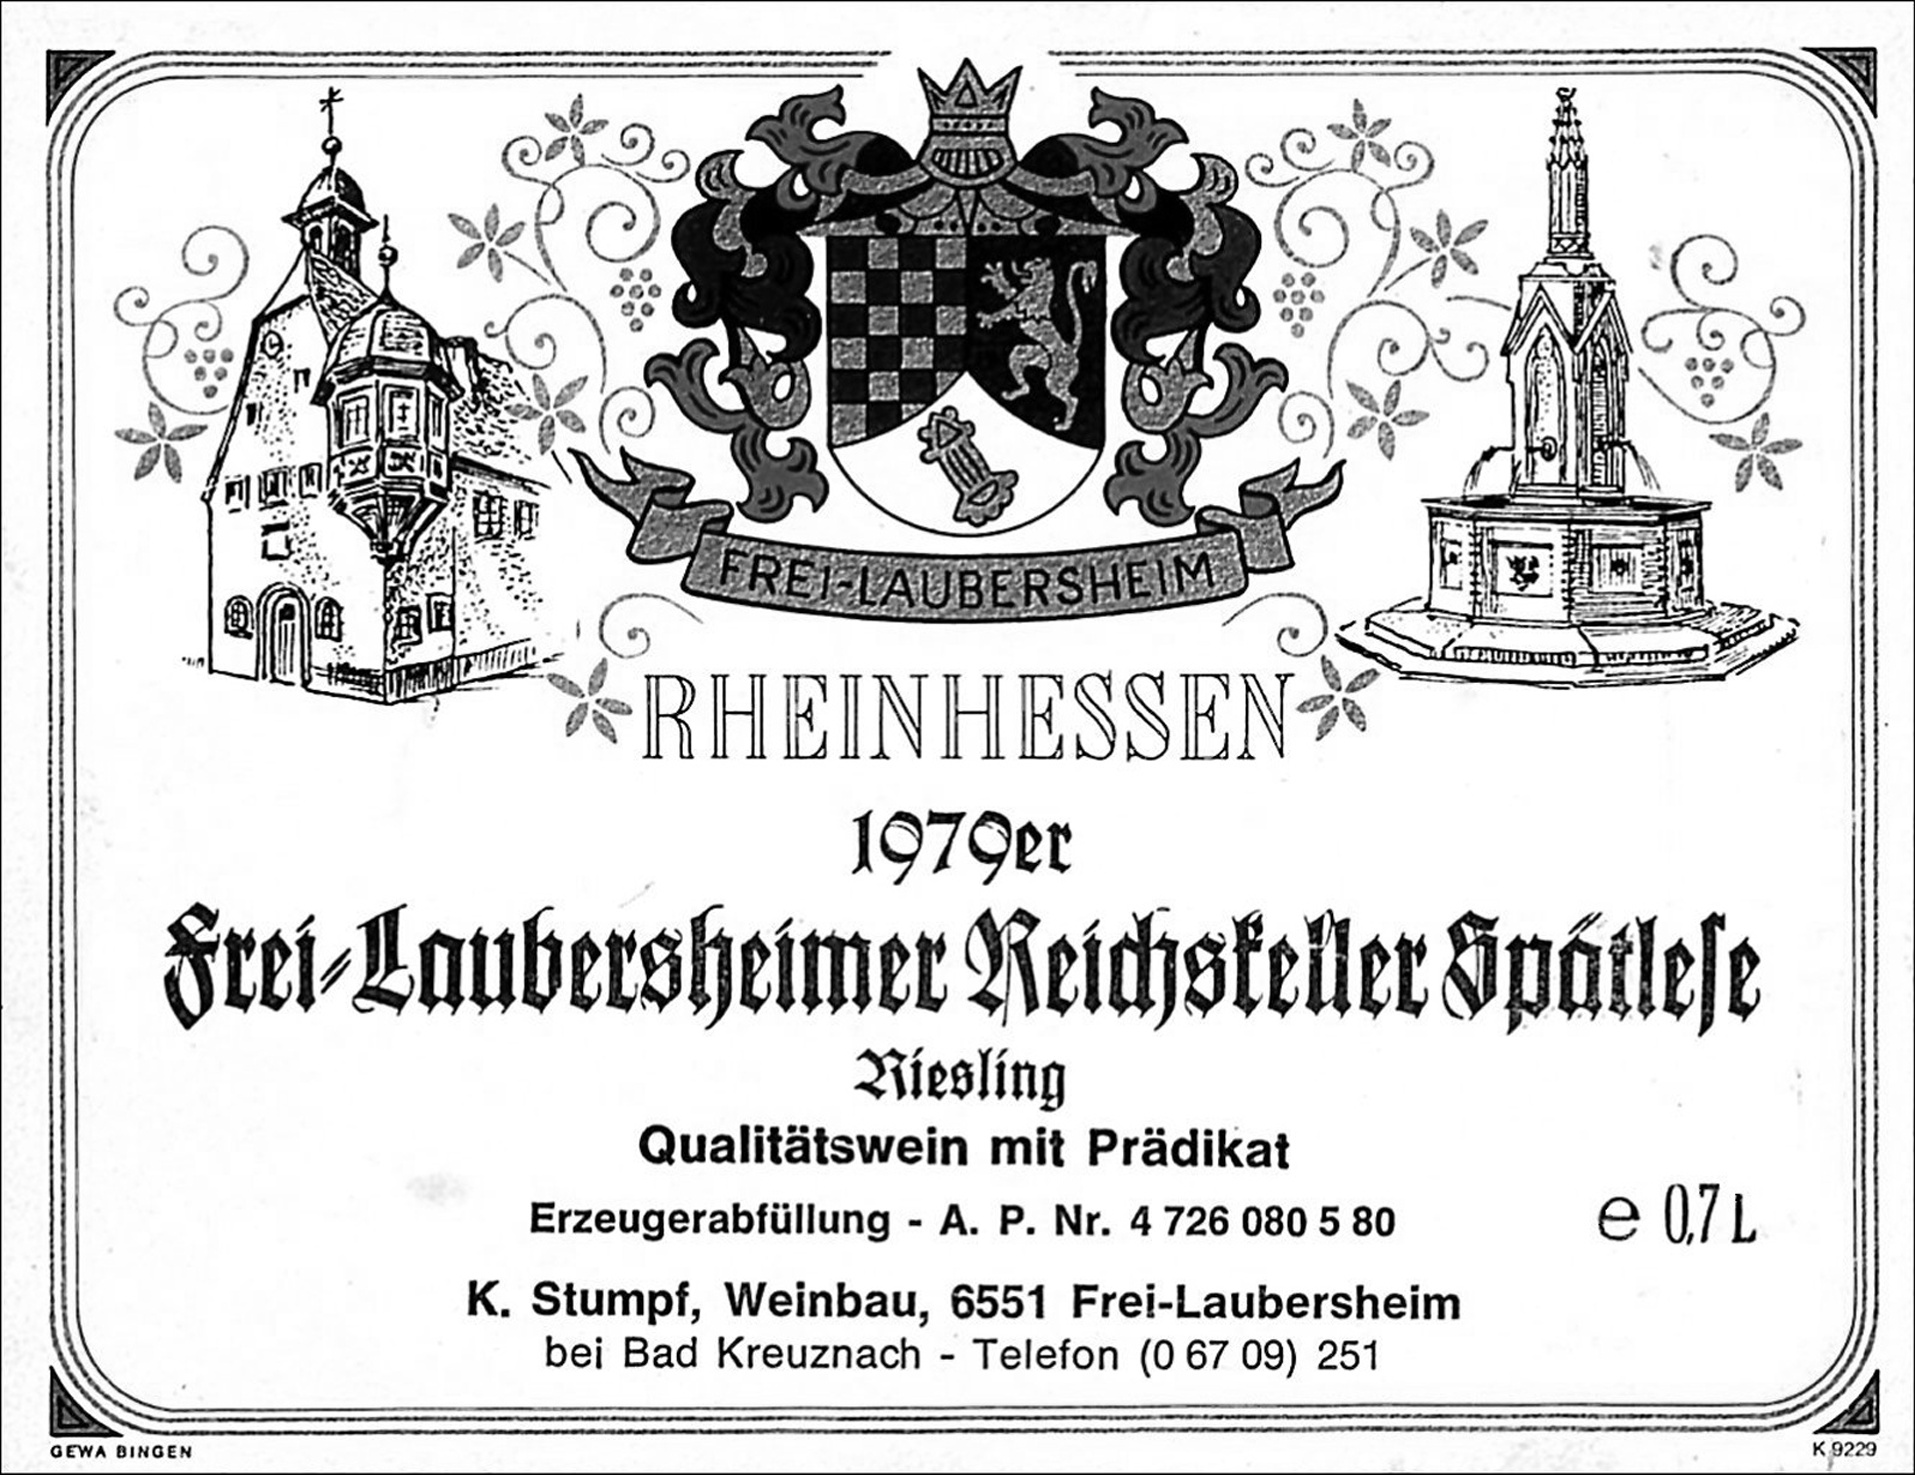 FREI-LAUBERSHEIM
RHEINHESSEN
1979er
Frei-Laubersheimer Reichskeller Spätlese
Riesling
Qualitätswein mit Prädikat
Erzeugerabfüllung - A. P. Nr. 4 726 080 5 80
e 0,7 L
K. Stumpf, Weinbau, 6551 Frei-Laubersheim
bei Bad Kreuznach - Telefon (0 67 09) 251
GEWA BINGEN
K 9229